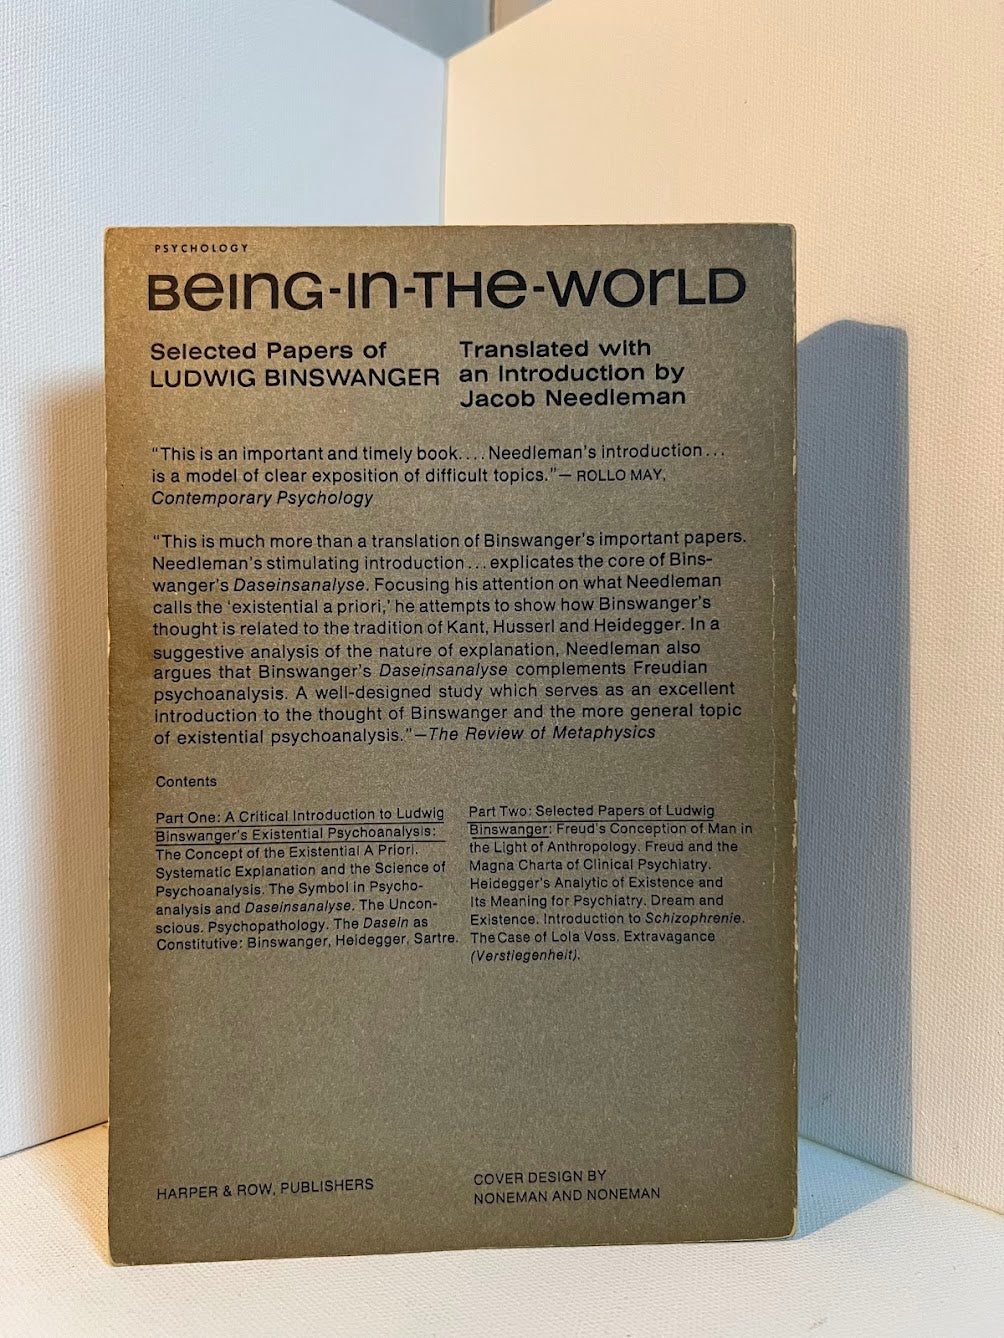 PSYCHOLOGY
BeInG-In-THe-WOrLD
Selected Papers of
LUDWIG BINSWANGER
Translated with
an Introduction by
Jacob Needleman
“This is an important and timely book.... Needleman’s introduction...
is a model of clear exposition of difficult topics.”— ROLLO MAY,
Contemporary Psychology
“This is much more than a translation of Binswanger’s important papers.
Needleman’s stimulating introduction...explicates the core of Bins-
wanger’s Daseinsanalyse. Focusing his attention on what Needleman
calls the ‘existential a priori,’ he attempts to show how Binswanger’s
thought is related to the tradition of Kant, Husserl and Heidegger. In a
suggestive analysis of the nature of explanation, Needleman also
argues that Binswanger’s Daseinsanalyse complements Freudian
psychoanalysis. A well-designed study which serves as an excellent
introduction to the thought of Binswanger and the more general topic
of existential psychoanalysis.”—The Review of Metaphysics
Contents
Part One: A Critical Introduction to Ludwig
Binswanger’s Existential Psychoanalysis:
The Concept of the Existential A Priori.
Systematic Explanation and the Science of
Psychoanalysis. The Symbol in Psycho-
analysis and Daseinsanalyse. The Uncon-
scious. Psychopathology. The Dasein as
Constitutive: Binswanger, Heidegger, Sartre.
Part Two: Selected Papers of Ludwig
Binswanger: Freud’s Conception of Man in
the Light of Anthropology. Freud and the
Magna Charta of Clinical Psychiatry.
Heidegger’s Analytic of Existence and
Its Meaning for Psychiatry. Dream and
Existence. Introduction to Schizophrenie.
The Case of Lola Voss. Extravagance
(Verstiegenheit).
HARPER & ROW, PUBLISHERS
COVER DESIGN BY
NONEMAN AND NONEMAN